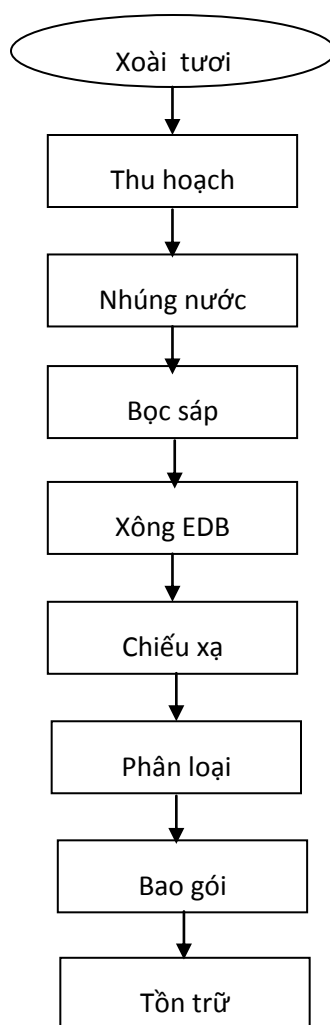 Xoài tươi
Thu hoạch
Nhúng nước
Bọc sáp
Xông EDB
Chiếu xạ
Phân loại
Bao gói
Tồn trữ